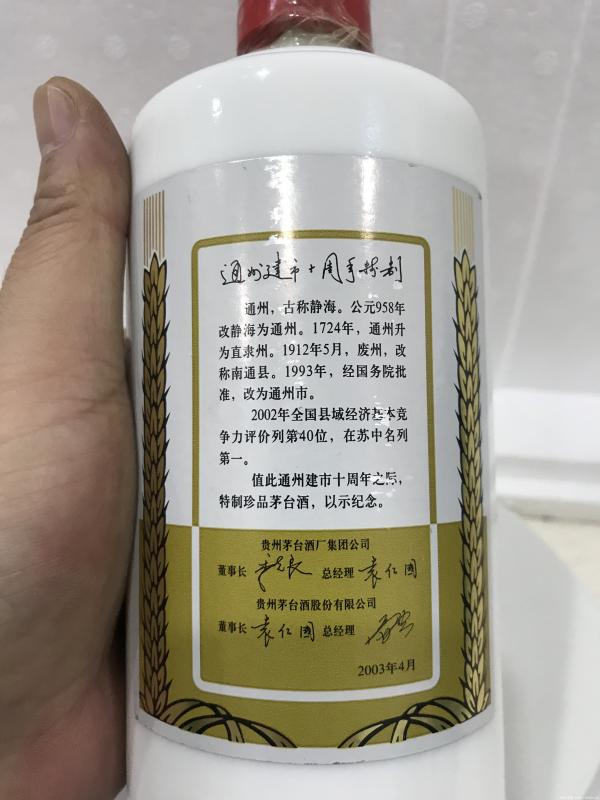 通州建市十周年特制
通州，古称静海。公元958年
改静海为通州。1724年，通州升
为直隶州。1912年5月，废州，改
称南通县。1993年，经国务院批
准，改为通州市。
2002年全国县域经济基本竞
争力评价列第40位，在苏中名列
第一。
值此通州建市十周年之际，
特制珍品茅台酒，以示纪念。
贵州茅台酒厂集团公司
董事长 季克良 总经理 袁仁国
贵州茅台酒股份有限公司
董事长 袁仁国 总经理
2003年4月